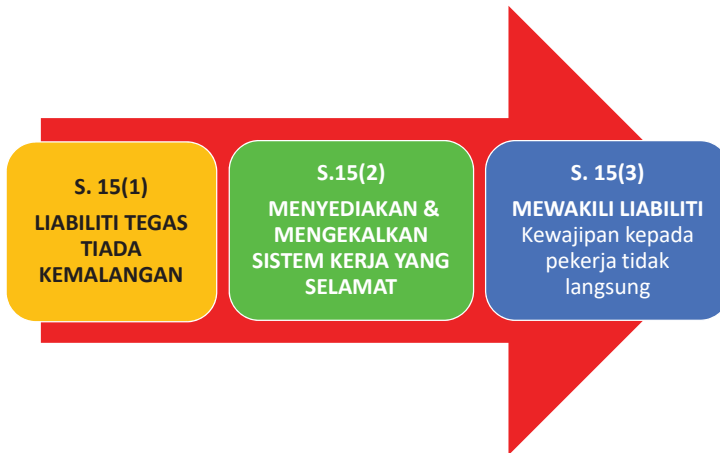 S. 15(1)
LIABILITI TEGAS
TIADA
KEMALANGAN
S.15(2)
MENYEDIAKAN &
MENGEKALKAN
SISTEM KERJA YANG
SELAMAT
S. 15(3)
MEWAKILI LIABILITI
Kewajipan kepada
pekerja tidak
langsung